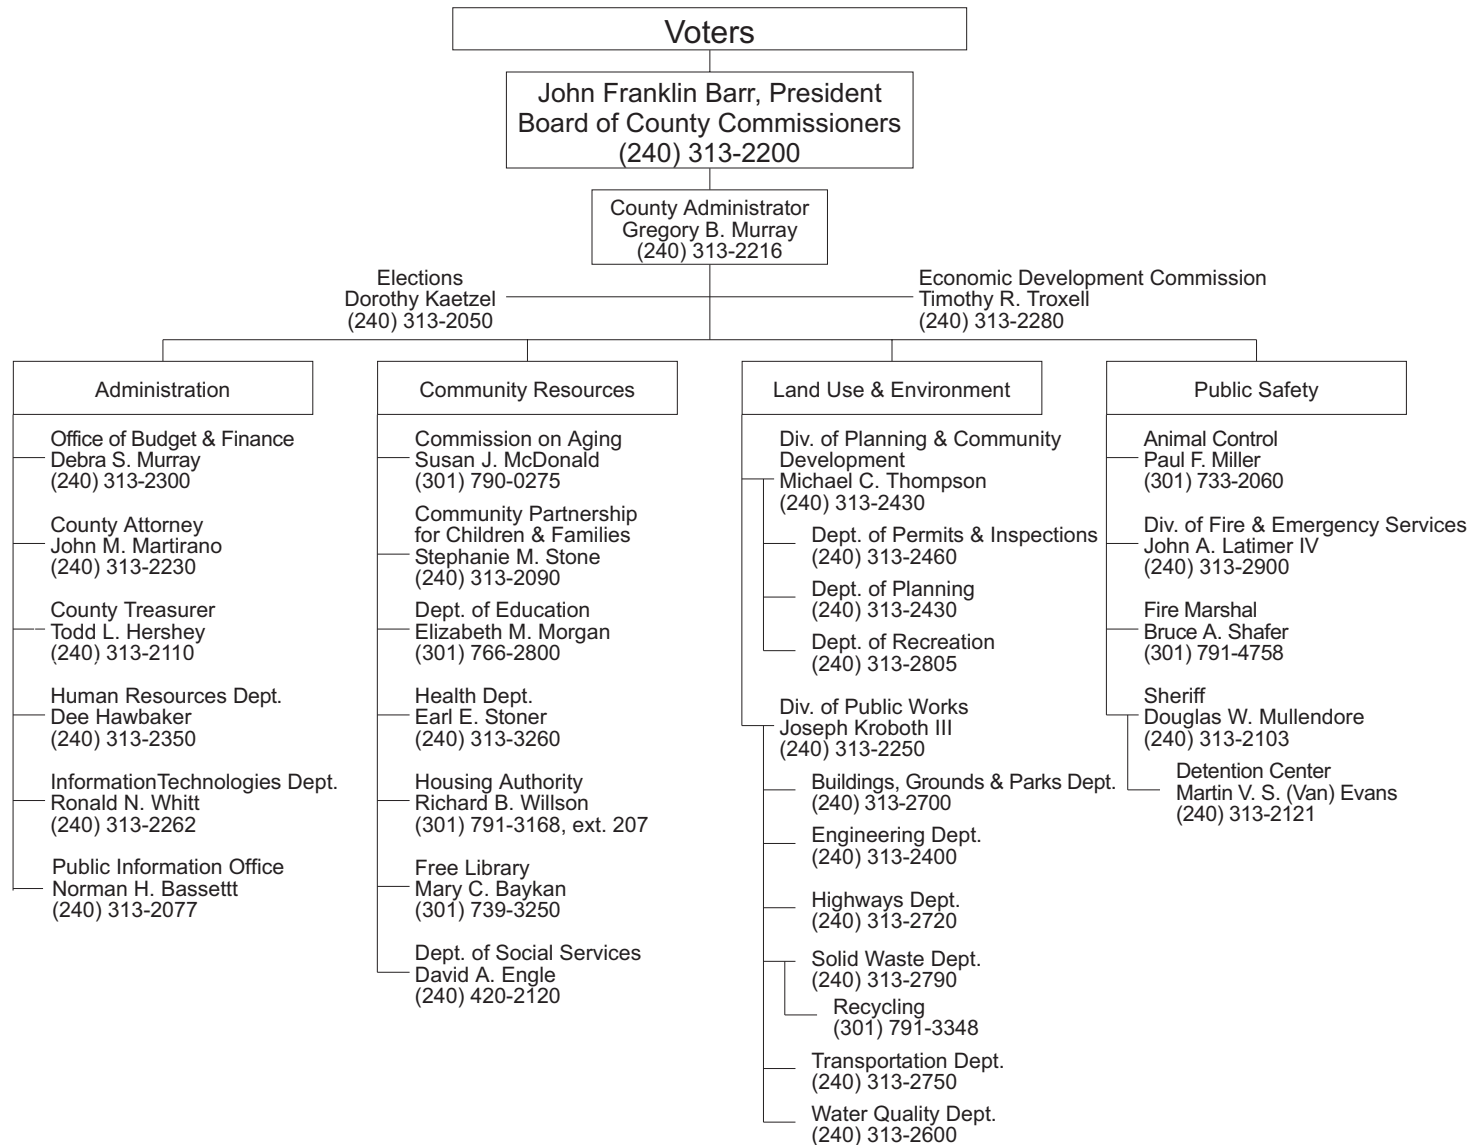 Voters
John Franklin Barr, President
Board of County Commissioners
(240) 313-2200
County Administrator
Gregory B. Murray
(240) 313-2216
Elections
Dorothy Kaetzel
(240) 313-2050
Economic Development Commission
Timothy R. Troxell
(240) 313-2280
Administration
Office of Budget & Finance
Debra S. Murray
(240) 313-2300
County Attorney
John M. Martirano
(240) 313-2230
County Treasurer
Todd L. Hershey
(240) 313-2110
Human Resources Dept.
Dee Hawbaker
(240) 313-2350
InformationTechnologies Dept.
Ronald N. Whitt
(240) 313-2262
Public Information Office
Norman H. Bassettt
(240) 313-2077
Community Resources
Commission on Aging
Susan J. McDonald
(301) 790-0275
Community Partnership
for Children & Families
Stephanie M. Stone
(240) 313-2090
Dept. of Education
Elizabeth M. Morgan
(301) 766-2800
Health Dept.
Earl E. Stoner
(240) 313-3260
Housing Authority
Richard B. Willson
(301) 791-3168, ext. 207
Free Library
Mary C. Baykan
(301) 739-3250
Dept. of Social Services
David A. Engle
(240) 420-2120
Land Use & Environment
Div. of Planning & Community
Development
Michael C. Thompson
(240) 313-2430
Dept. of Permits & Inspections
(240) 313-2460
Dept. of Planning
(240) 313-2430
Dept. of Recreation
(240) 313-2805
Div. of Public Works
Joseph Kroboth III
(240) 313-2250
Buildings, Grounds & Parks Dept.
(240) 313-2700
Engineering Dept.
(240) 313-2400
Highways Dept.
(240) 313-2720
Solid Waste Dept.
(240) 313-2790
Recycling
(301) 791-3348
Transportation Dept.
(240) 313-2750
Water Quality Dept.
(240) 313-2600
Public Safety
Animal Control
Paul F. Miller
(301) 733-2060
Div. of Fire & Emergency Services
John A. Latimer IV
(240) 313-2900
Fire Marshal
Bruce A. Shafer
(301) 791-4758
Sheriff
Douglas W. Mullendore
(240) 313-2103
Detention Center
Martin V. S. (Van) Evans
(240) 313-2121